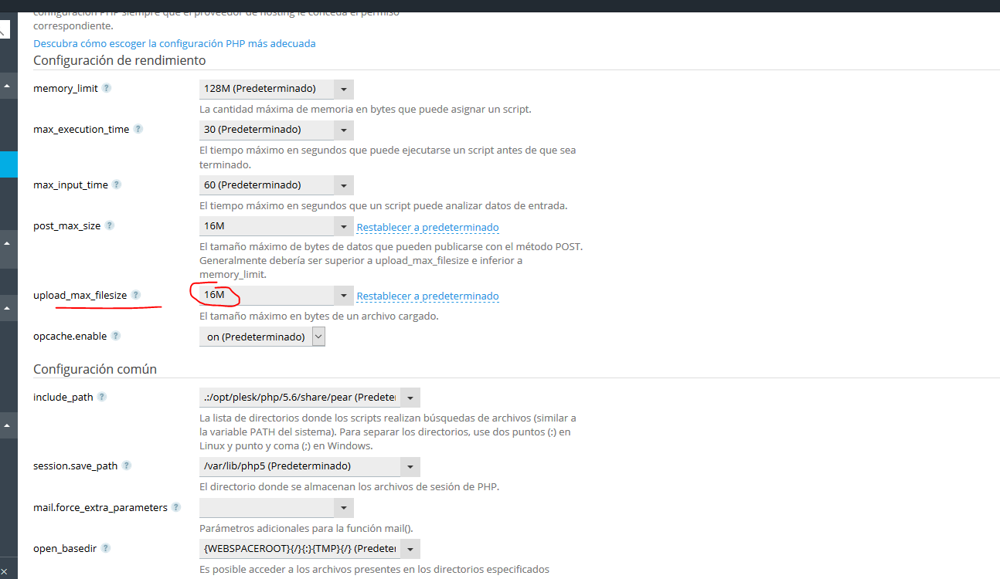 configuración PHP siempre que el proveedor de hosting le conceda el permiso
correspondiente.
Descubra cómo escoger la configuración PHP más adecuada
Configuración de rendimiento
memory_limit ?
128M (Predeterminado)
La cantidad máxima de memoria en bytes que puede asignar un script.
max_execution_time ?
30 (Predeterminado)
El tiempo máximo en segundos que puede ejecutarse un script antes de que sea
terminado.
max_input_time ?
60 (Predeterminado)
El tiempo máximo en segundos que un script puede analizar datos de entrada.
post_max_size ?
16M
Restablecer a predeterminado
El tamaño máximo de bytes de datos que pueden publicarse con el método POST.
Generalmente debería ser superior a upload_max_filesize e inferior a
memory_limit.
upload_max_filesize ?
16M
Restablecer a predeterminado
El tamaño máximo en bytes de un archivo cargado.
opcache.enable ?
on (Predeterminado)
Configuración común
include_path ?
.:/opt/plesk/php/5.6/share/pear (Predeter
La lista de directorios donde los scripts realizan búsquedas de archivos (similar a
la variable PATH del sistema). Para separar los directorios, use dos puntos (:) en
Linux y punto y coma (;) en Windows.
session.save_path ?
/var/lib/php5 (Predeterminado)
El directorio donde se almacenan los archivos de sesión de PHP.
mail.force_extra_parameters ?
Parámetros adicionales para la función mail().
open_basedir ?
{WEBSPACEROOT}{/}{:}{TMP}{/} (Predeter
Es posible acceder a los archivos presentes en los directorios especificados